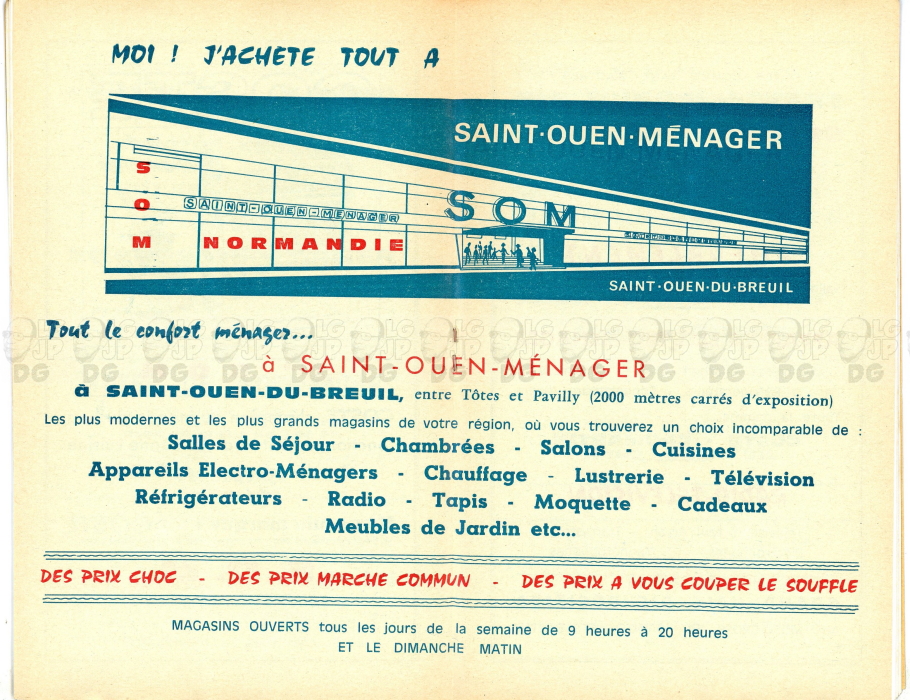 MOI ! J'ACHETE TOUT A
SAINT·OUEN·MÉNAGER
S
O
M
SAINT-OUEN-MENAGER
SOM
NORMANDIE
SAINT·OUEN·DU·BREUIL
Tout le confort ménager...
à SAINT-OUEN-MÉNAGER
à SAINT-OUEN-DU-BREUIL, entre Tôtes et Pavilly (2000 mètres carrés d'exposition)
Les plus modernes et les plus grands magasins de votre région, où vous trouverez un choix incomparable de :
Salles de Séjour - Chambrées - Salons - Cuisines
Appareils Electro-Ménagers - Chauffage - Lustrerie - Télévision
Réfrigérateurs - Radio - Tapis - Moquette - Cadeaux
Meubles de Jardin etc...
DES PRIX CHOC - DES PRIX MARCHE COMMUN - DES PRIX A VOUS COUPER LE SOUFFLE
MAGASINS OUVERTS tous les jours de la semaine de 9 heures à 20 heures
ET LE DIMANCHE MATIN